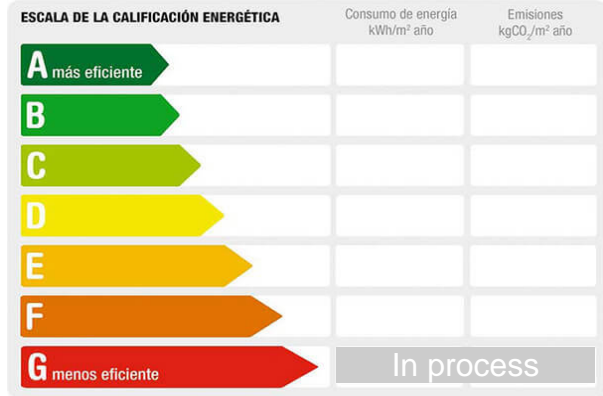 ESCALA DE LA CALIFICACIÓN ENERGÉTICA
Consumo de energía
kWh/m² año
Emisiones
kgCO₂/m² año
A más eficiente
B
C
D
E
F
G menos eficiente
In process